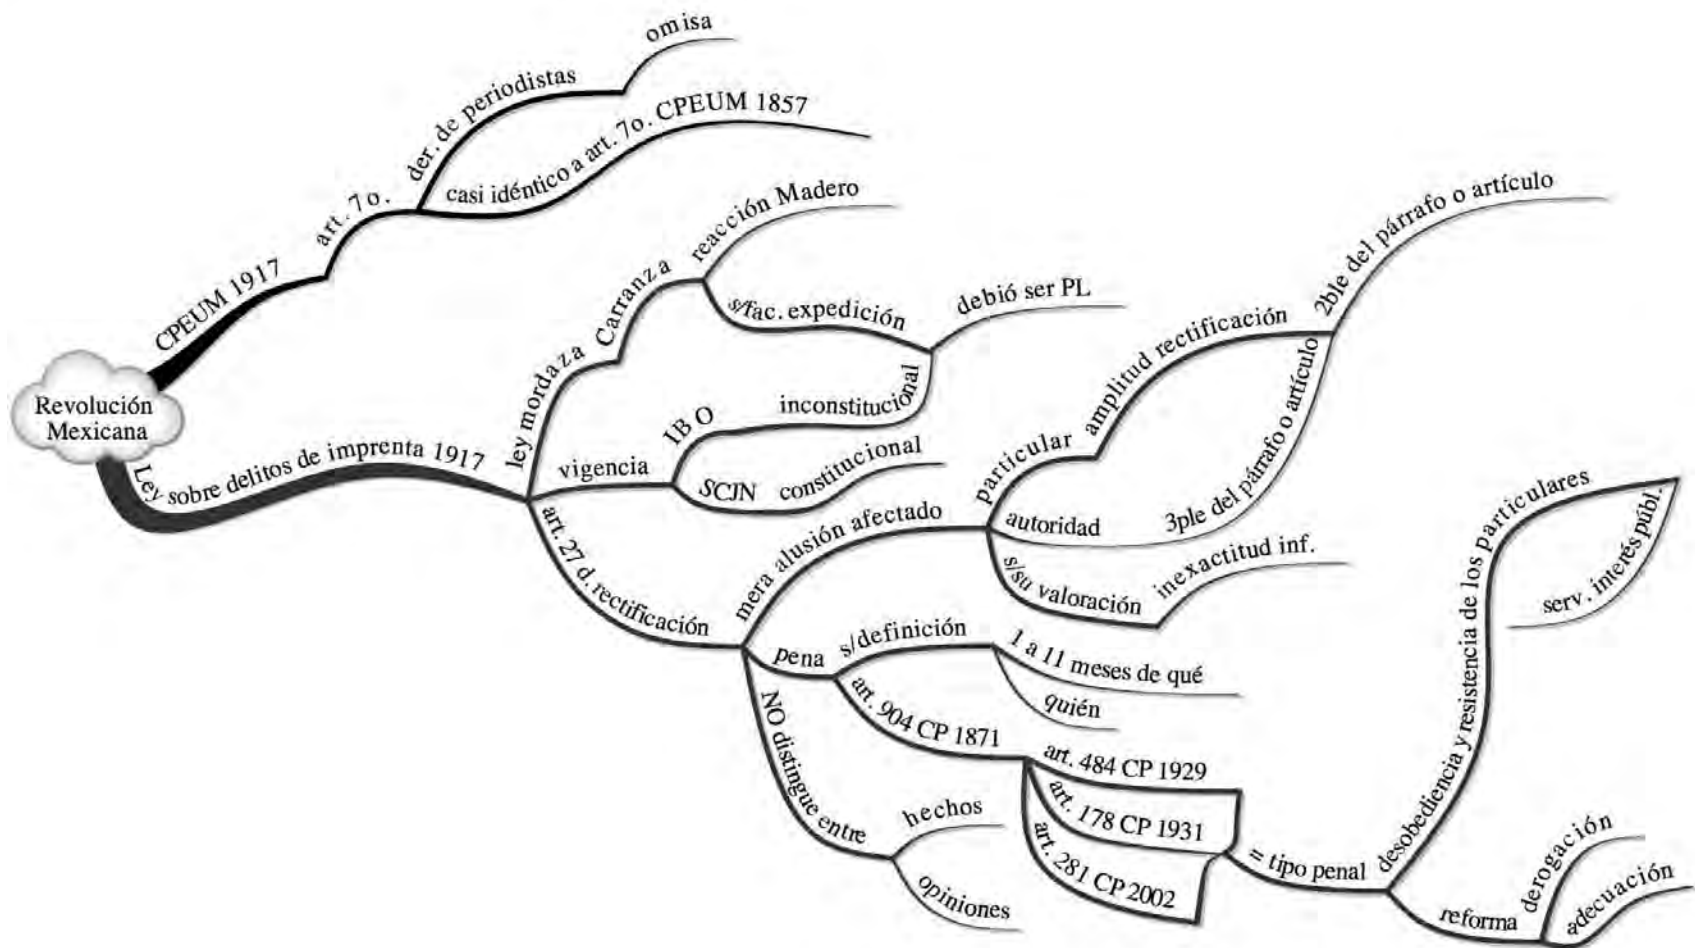 Revolución
Mexicana
CPEUM 1917
art. 7o.
der. de periodistas
omisa
casi idéntico a art. 7o. CPEUM 1857
Ley sobre delitos de imprenta 1917
ley mordaza
Carranza
reacción Madero
s/fac. expedición
debió ser PL
inconstitucional
vigencia
IBO
SCJN
constitucional
art. 27 d. rectificación
mera alusión afectado
particular
amplitud rectificación
2ble del párrafo o artículo
autoridad
3ple del párrafo o artículo
s/su valoración
inexactitud inf.
pena
s/definición
1 a 11 meses de qué
quién
art. 904 CP 1871
art. 484 CP 1929
art. 178 CP 1931
art. 281 CP 2002
= tipo penal
desobediencia y resistencia de los particulares
serv. interés públ.
reforma
derogación
adecuación
NO distingue entre
hechos
opiniones